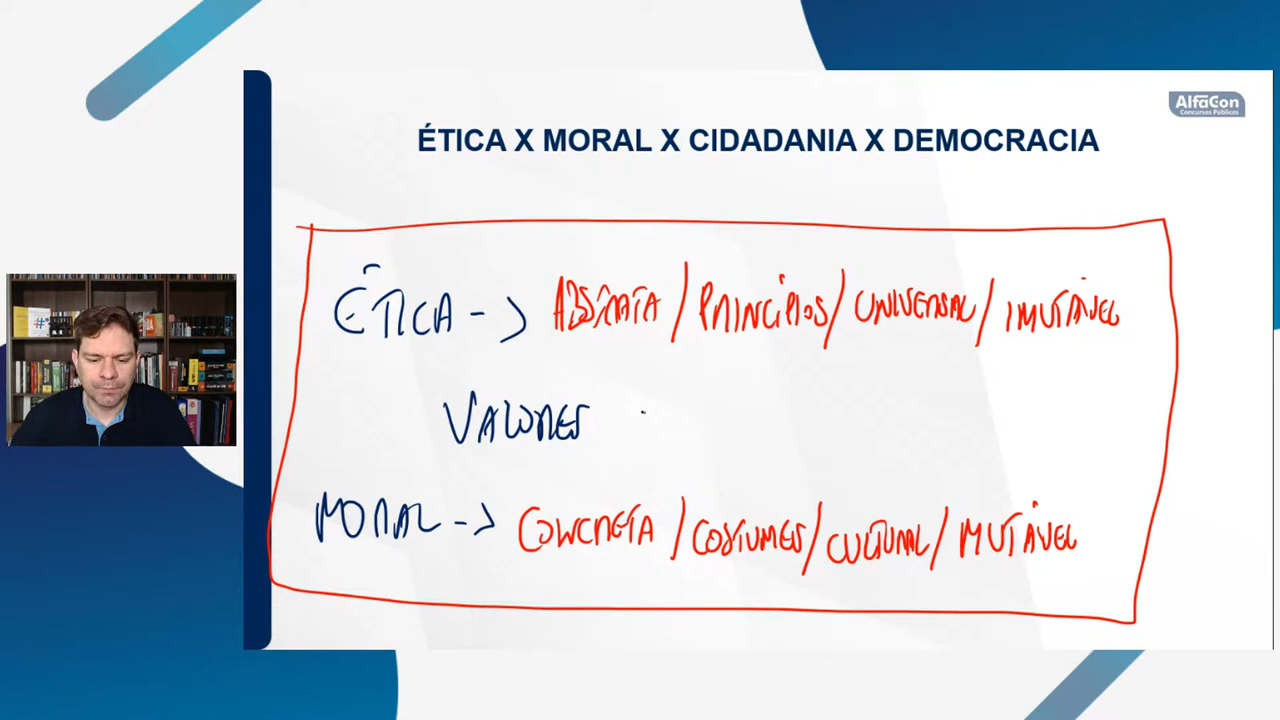 AlfaCon
Concursos Públicos
ÉTICA X MORAL X CIDADANIA X DEMOCRACIA
ÉTICA -> ABSTRATA / PRINCÍPIOS / UNIVERSAL / IMUTÁVEL
VALORES
MORAL -> CONCRETA / COSTUMES / CULTURAL / MUTÁVEL